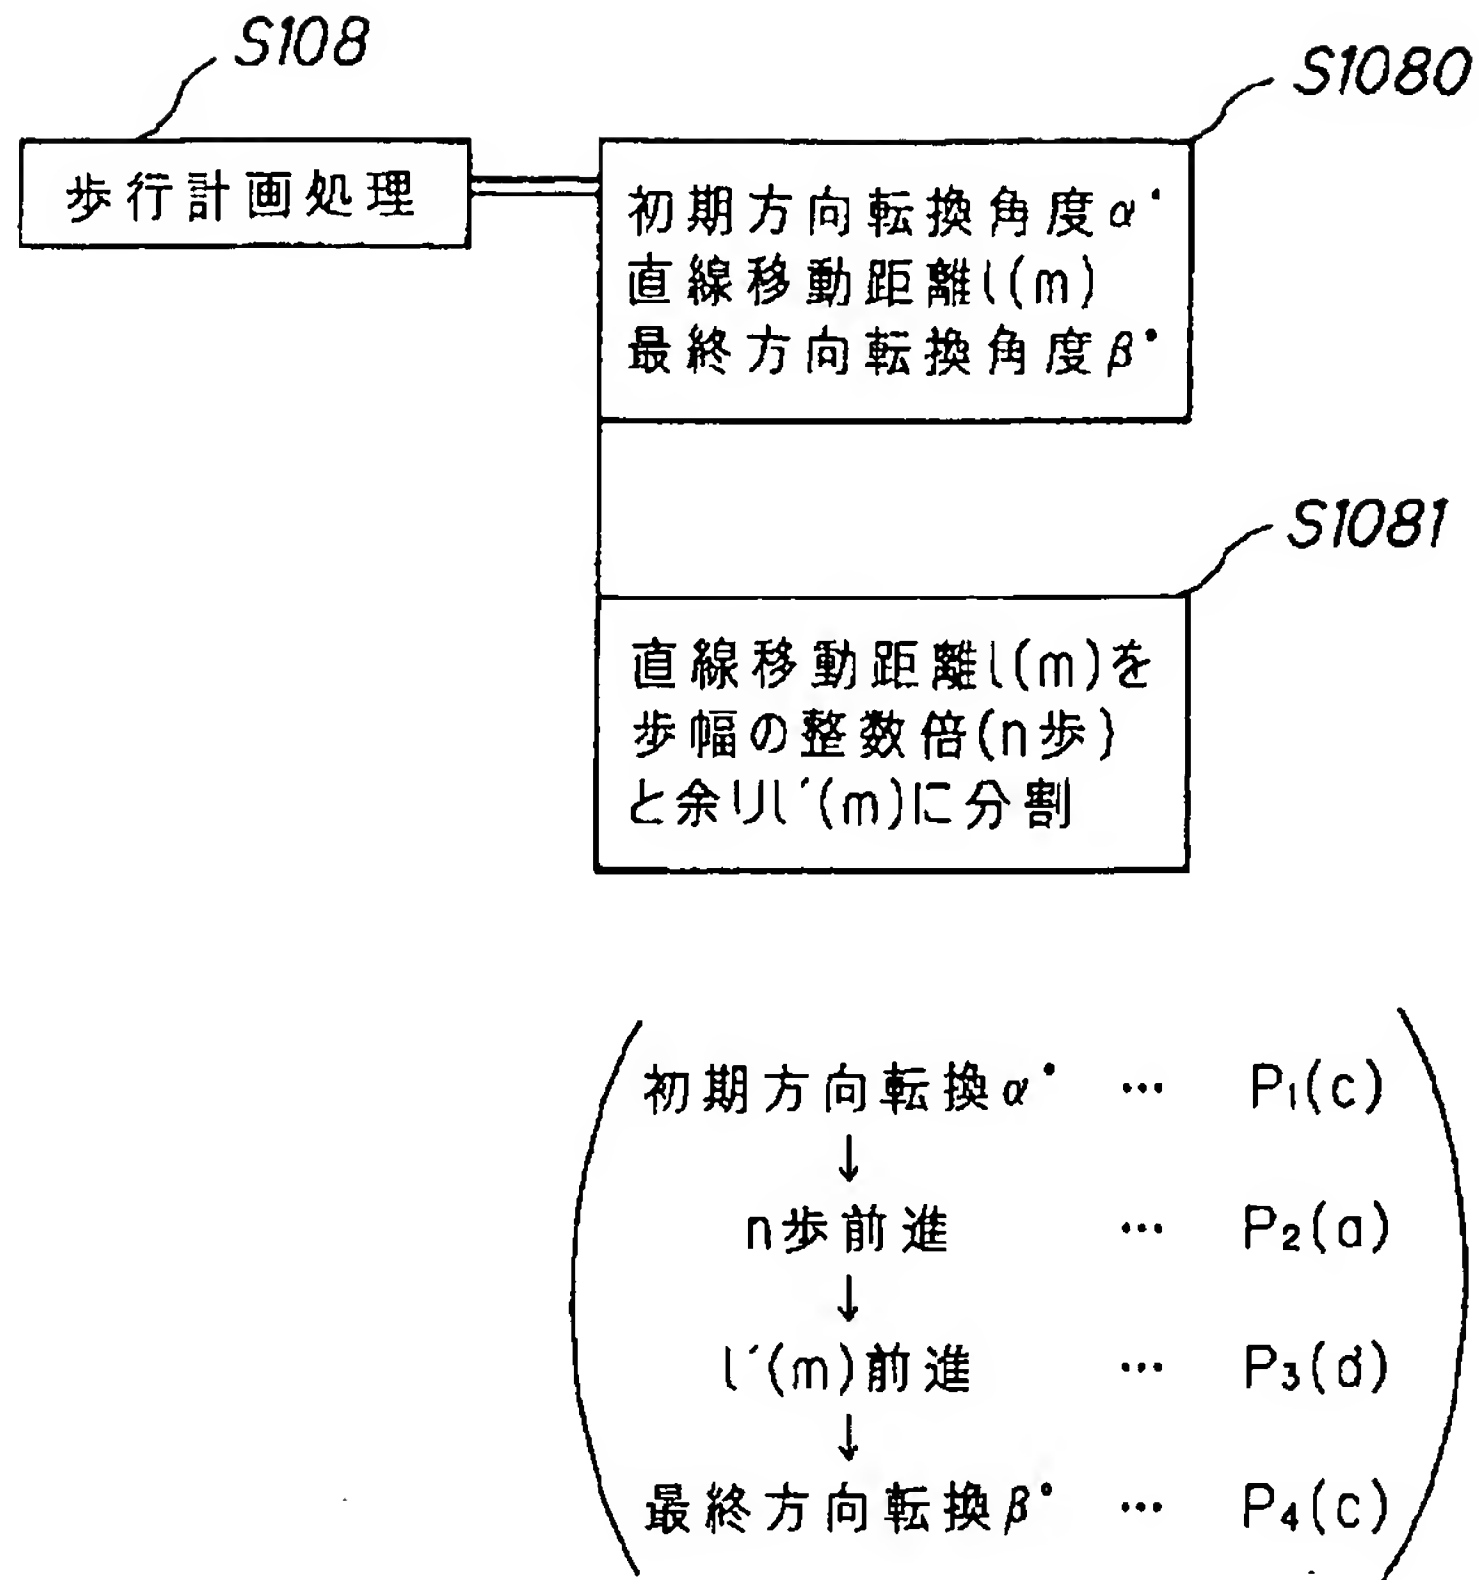 S108
歩行計画処理
S1080
初期方向転換角度α°
直線移動距離l(m)
最終方向転換角度β°
S1081
直線移動距離l(m)を
歩幅の整数倍(n歩)
と余りl´(m)に分割
初期方向転換α° … P₁(c)
↓
n歩前進 … P₂(a)
↓
l´(m)前進 … P₃(d)
↓
最終方向転換β° … P₄(c)